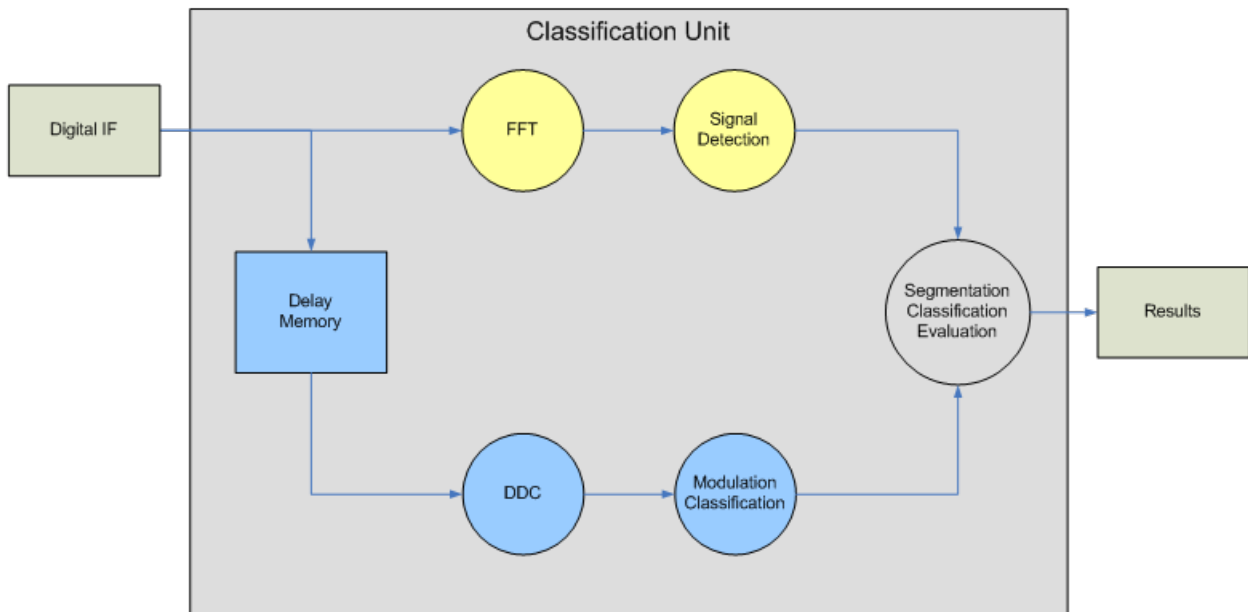 Classification Unit
Digital IF
FFT
Signal
Detection
Delay
Memory
Segmentation
Classification
Evaluation
Results
DDC
Modulation
Classification